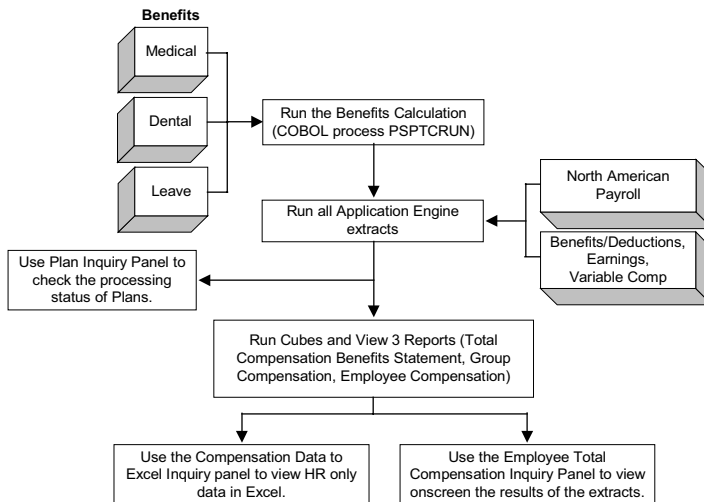 Benefits
Medical
Dental
Leave
Run the Benefits Calculation
(COBOL process PSPTCRUN)
North American
Payroll
Run all Application Engine
extracts
Benefits/Deductions,
Earnings,
Variable Comp
Use Plan Inquiry Panel to
check the processing
status of Plans.
Run Cubes and View 3 Reports (Total
Compensation Benefits Statement, Group
Compensation, Employee Compensation)
Use the Compensation Data to
Excel Inquiry panel to view HR only
data in Excel.
Use the Employee Total
Compensation Inquiry Panel to view
onscreen the results of the extracts.